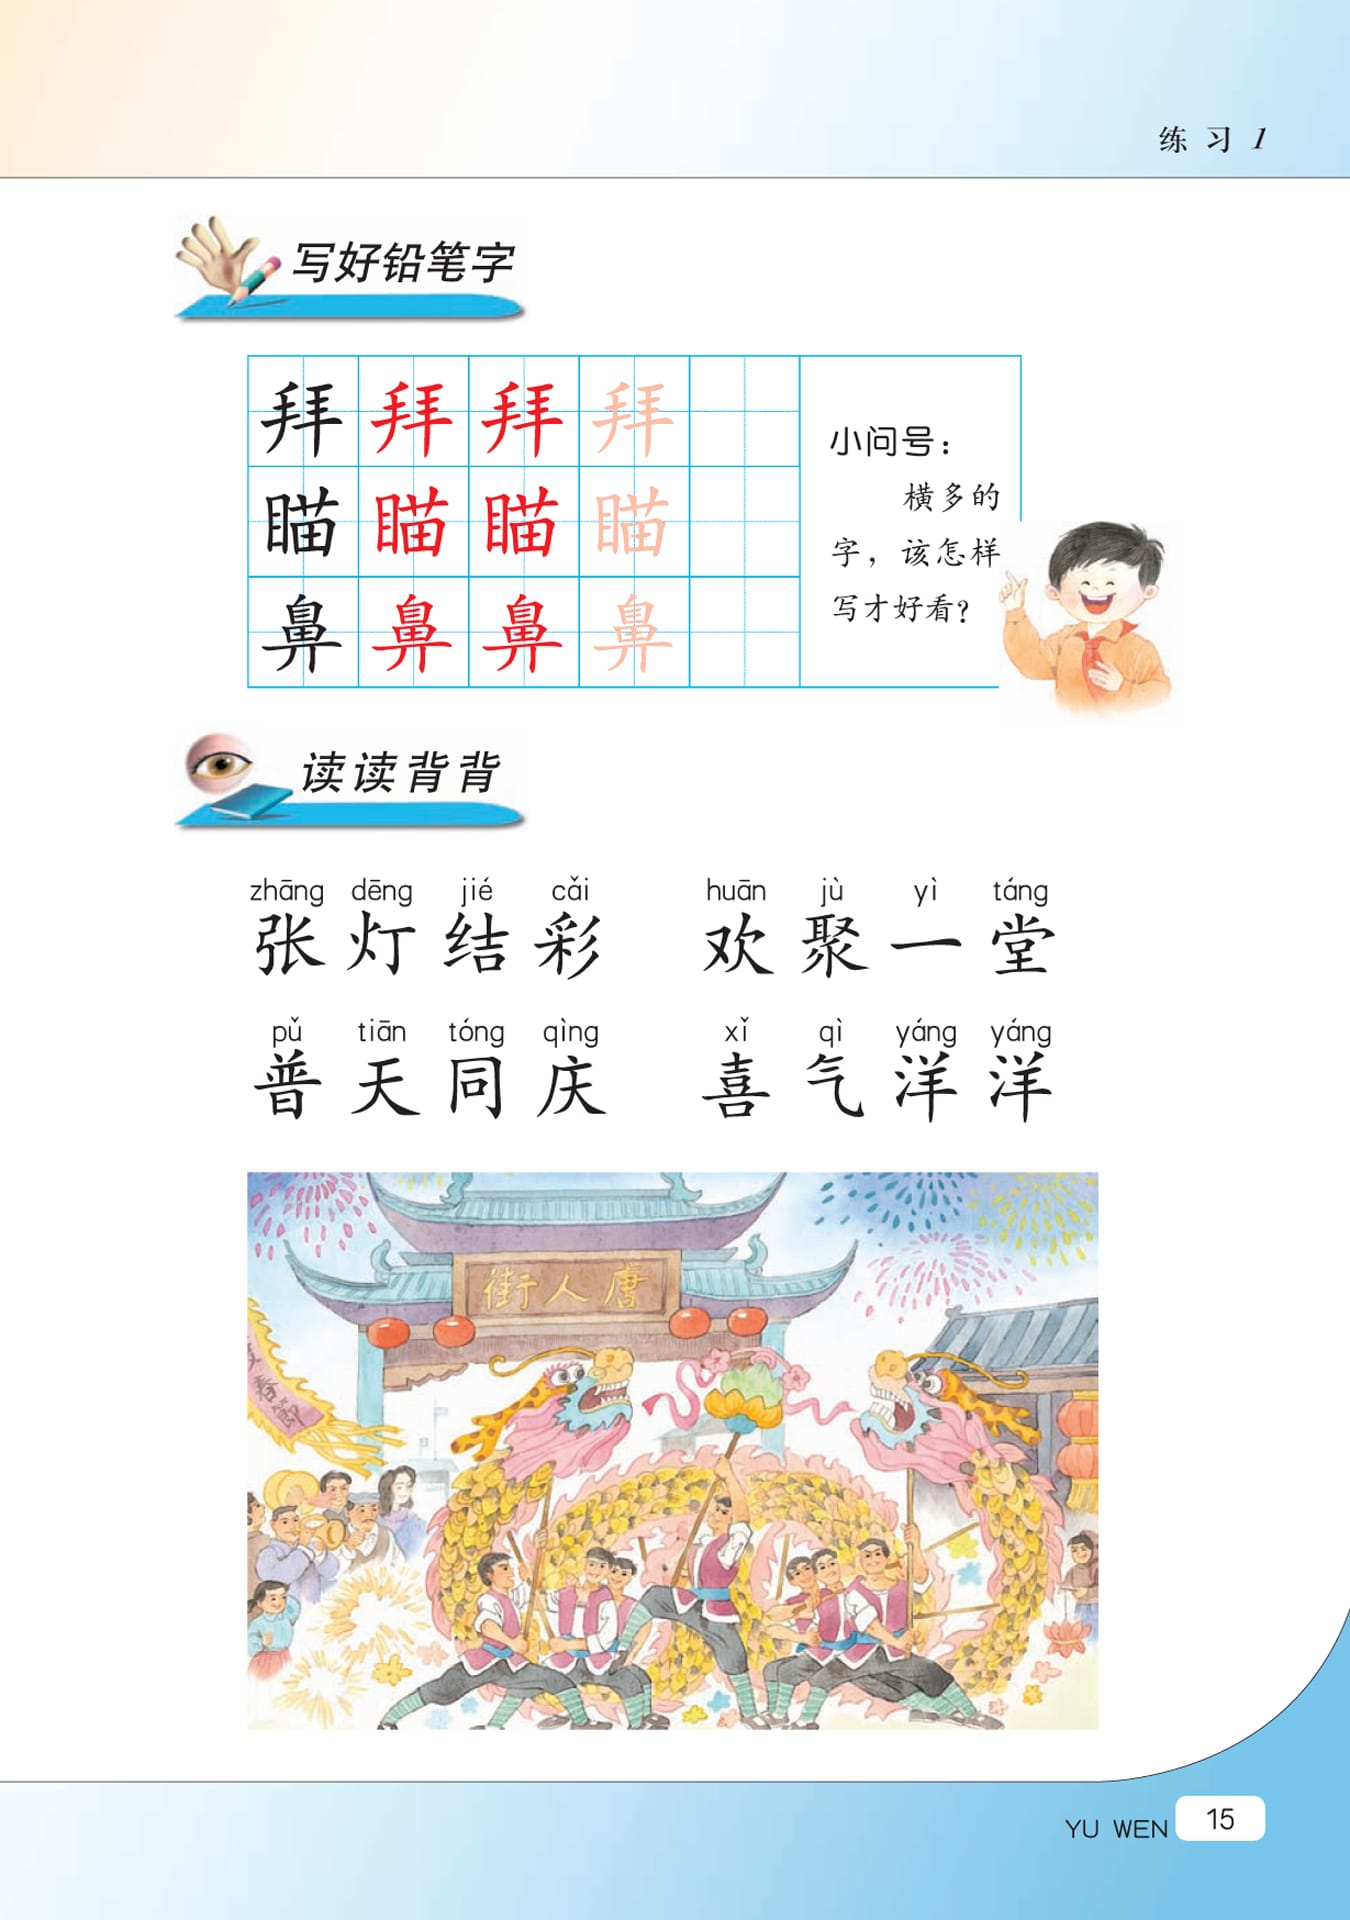 练习1
写好铅笔字
拜 拜 拜 拜
瞄 瞄 瞄 瞄
鼻 鼻 鼻 鼻
小问号：
横多的
字，该怎样
写才好看？
读读背背
zhāng dēng jié cǎi huān jù yì táng
张灯结彩 欢聚一堂
pǔ tiān tóng qìng xǐ qì yáng yáng
普天同庆 喜气洋洋
街人唐
YU WEN 15